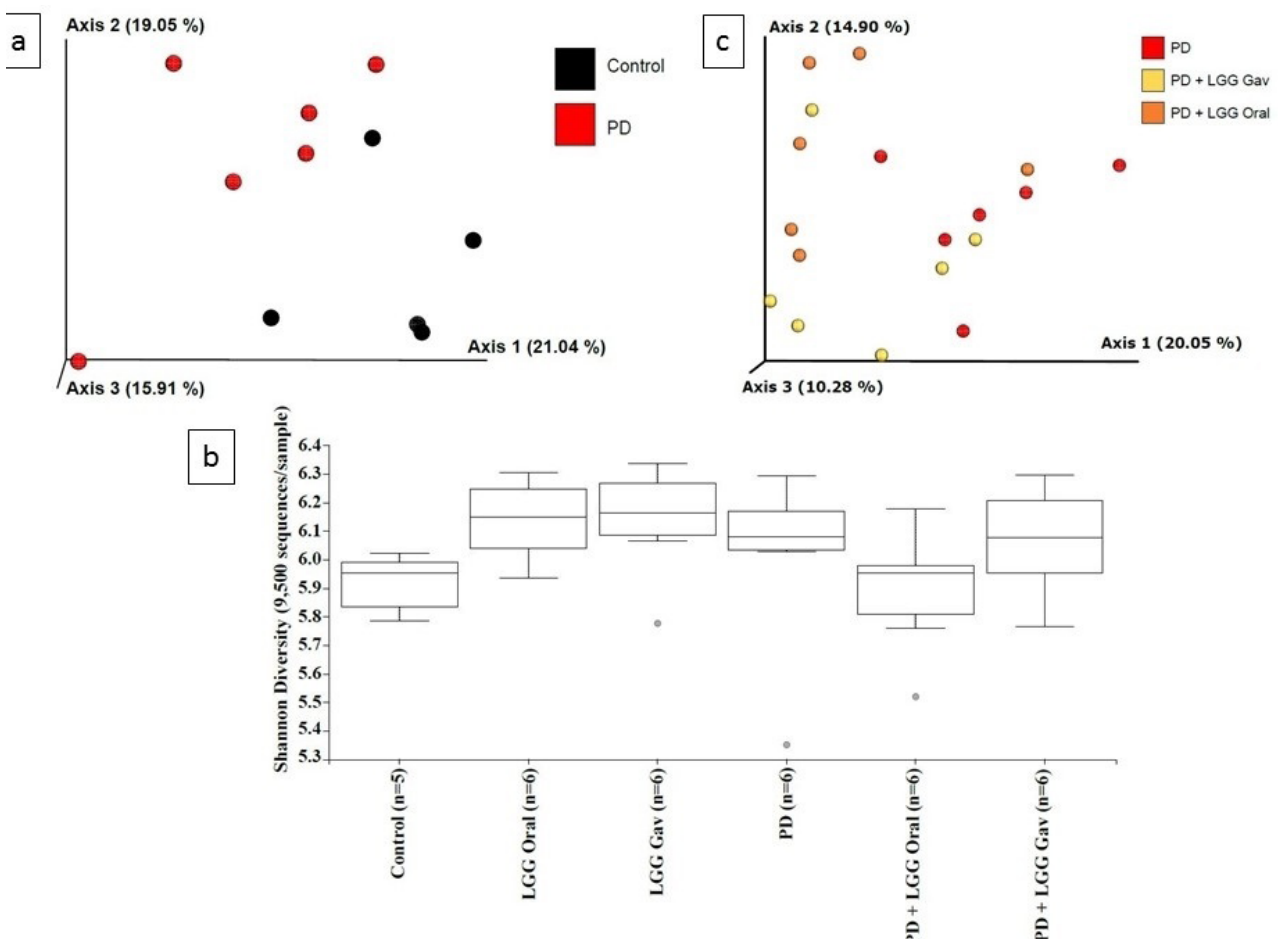 a
Axis 2 (19.05 %)
Control
PD
Axis 1 (21.04 %)
Axis 3 (15.91 %)
c
Axis 2 (14.90 %)
PD
PD + LGG Gav
PD + LGG Oral
Axis 1 (20.05 %)
Axis 3 (10.28 %)
b
Shannon Diversity (9,500 sequences/sample)
6.4
6.3
6.2
6.1
6.0
5.9
5.8
5.7
5.6
5.5
5.4
5.3
Control (n=5)
LGG Oral (n=6)
LGG Gav (n=6)
PD (n=6)
PD + LGG Oral (n=6)
PD + LGG Gav (n=6)